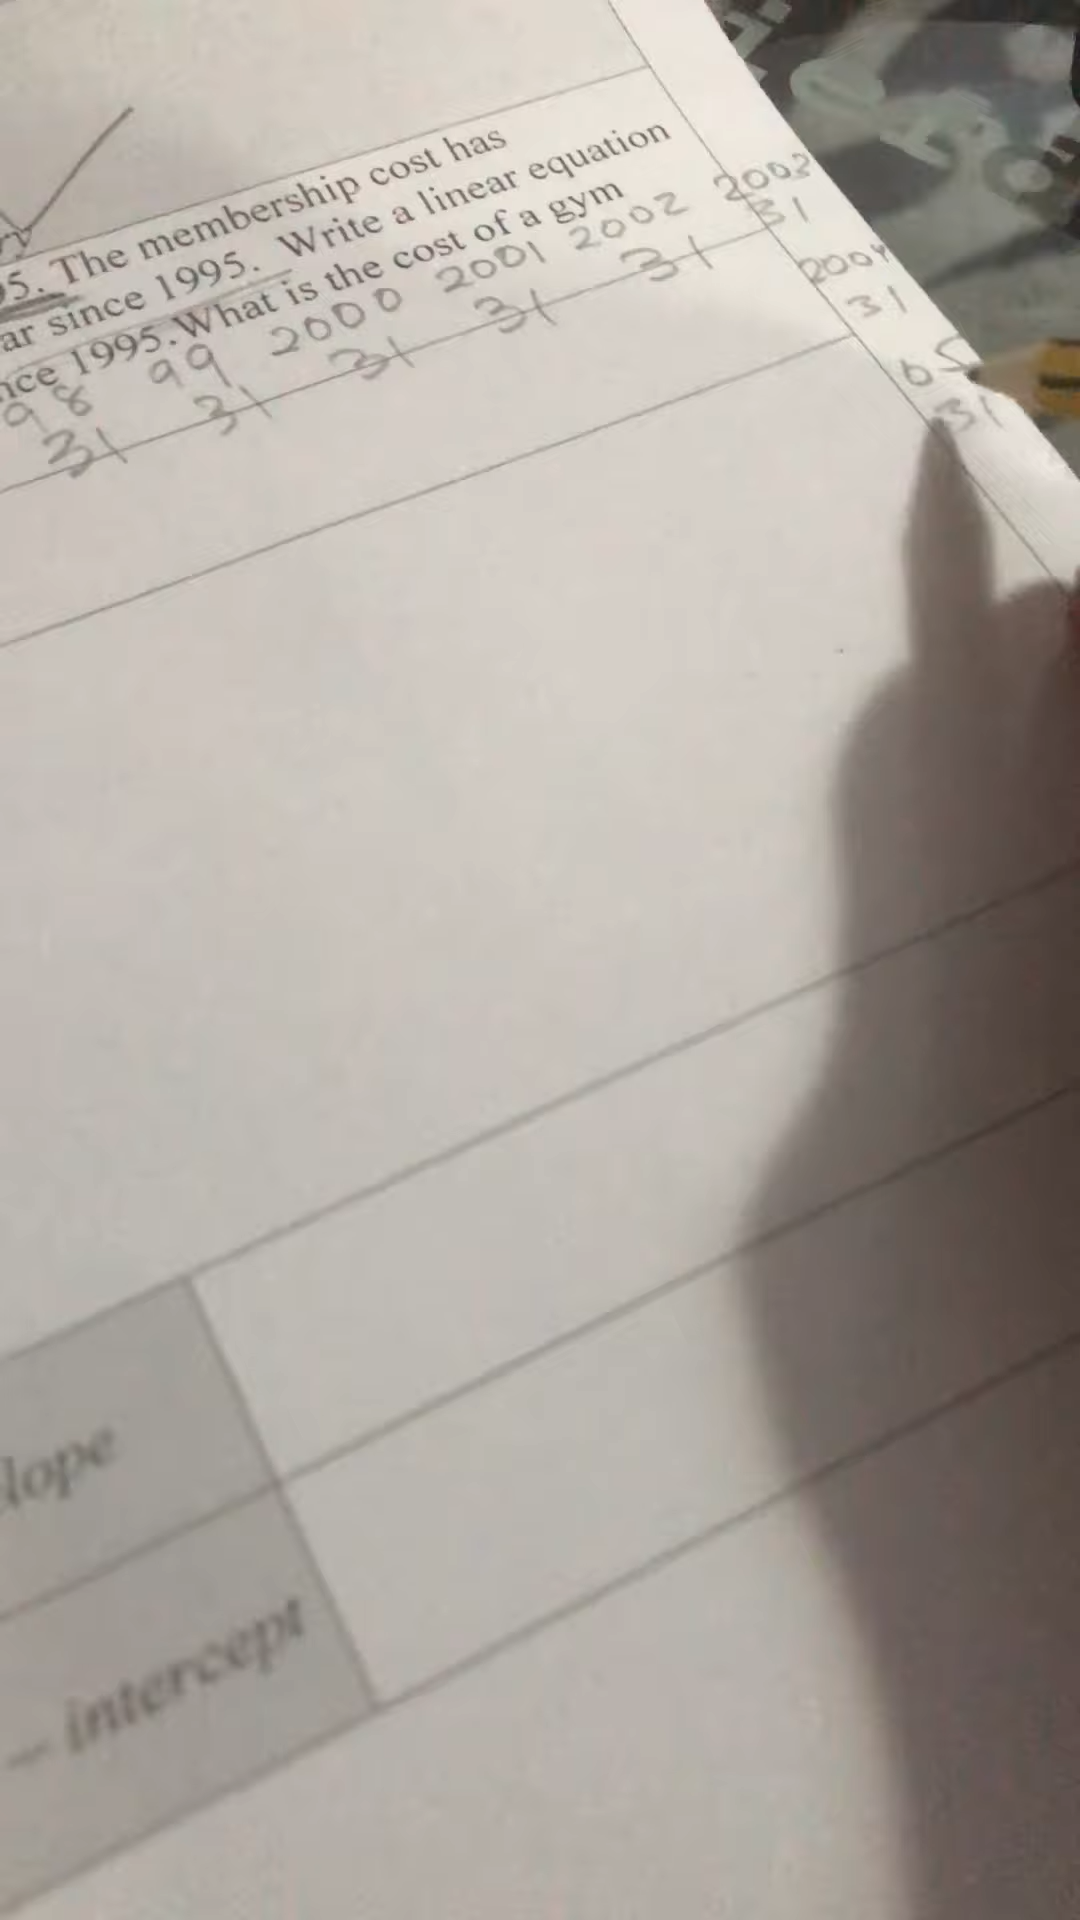 5. The membership cost has
ar since 1995. Write a linear equation
nce 1995. What is the cost of a gym
98 99 2000 2001 2002 2003
31 31 31 31 31 31
2004
31
05
31
lope
– intercept